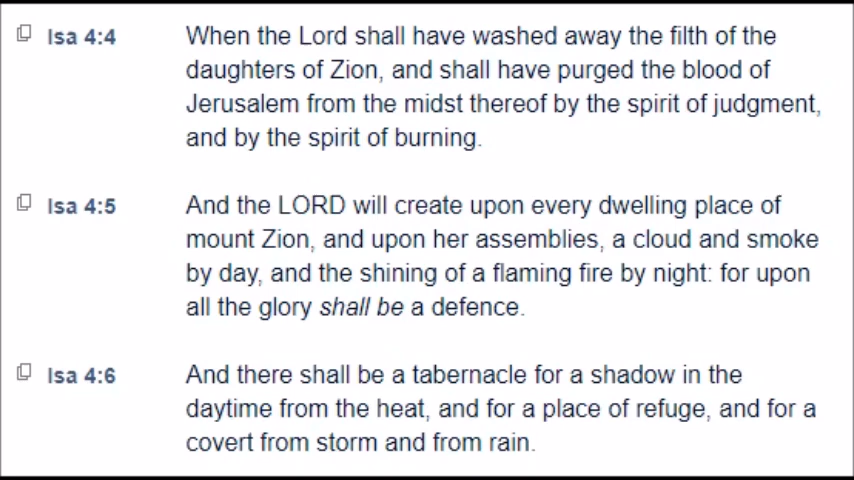 Isa 4:4 When the Lord shall have washed away the filth of the
daughters of Zion, and shall have purged the blood of
Jerusalem from the midst thereof by the spirit of judgment,
and by the spirit of burning.
Isa 4:5 And the LORD will create upon every dwelling place of
mount Zion, and upon her assemblies, a cloud and smoke
by day, and the shining of a flaming fire by night: for upon
all the glory shall be a defence.
Isa 4:6 And there shall be a tabernacle for a shadow in the
daytime from the heat, and for a place of refuge, and for a
covert from storm and from rain.